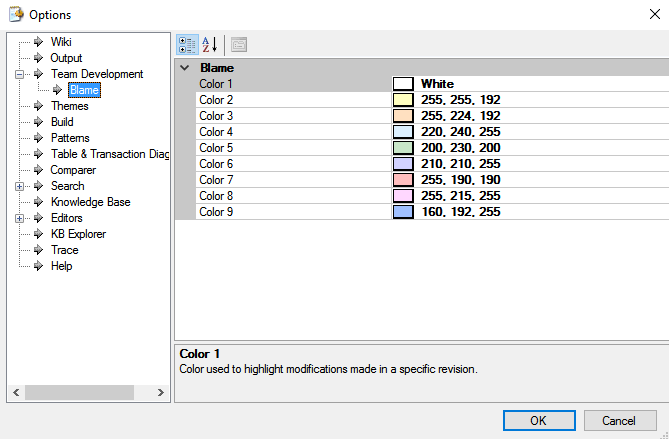 Options
Wiki
Output
Team Development
Blame
Themes
Build
Patterns
Table & Transaction Diag
Comparer
Search
Knowledge Base
Editors
KB Explorer
Trace
Help
A
Z
Blame
Color 1 White
Color 2 255, 255, 192
Color 3 255, 224, 192
Color 4 220, 240, 255
Color 5 200, 230, 200
Color 6 210, 210, 255
Color 7 255, 190, 190
Color 8 255, 215, 255
Color 9 160, 192, 255
Color 1
Color used to highlight modifications made in a specific revision.
OK Cancel